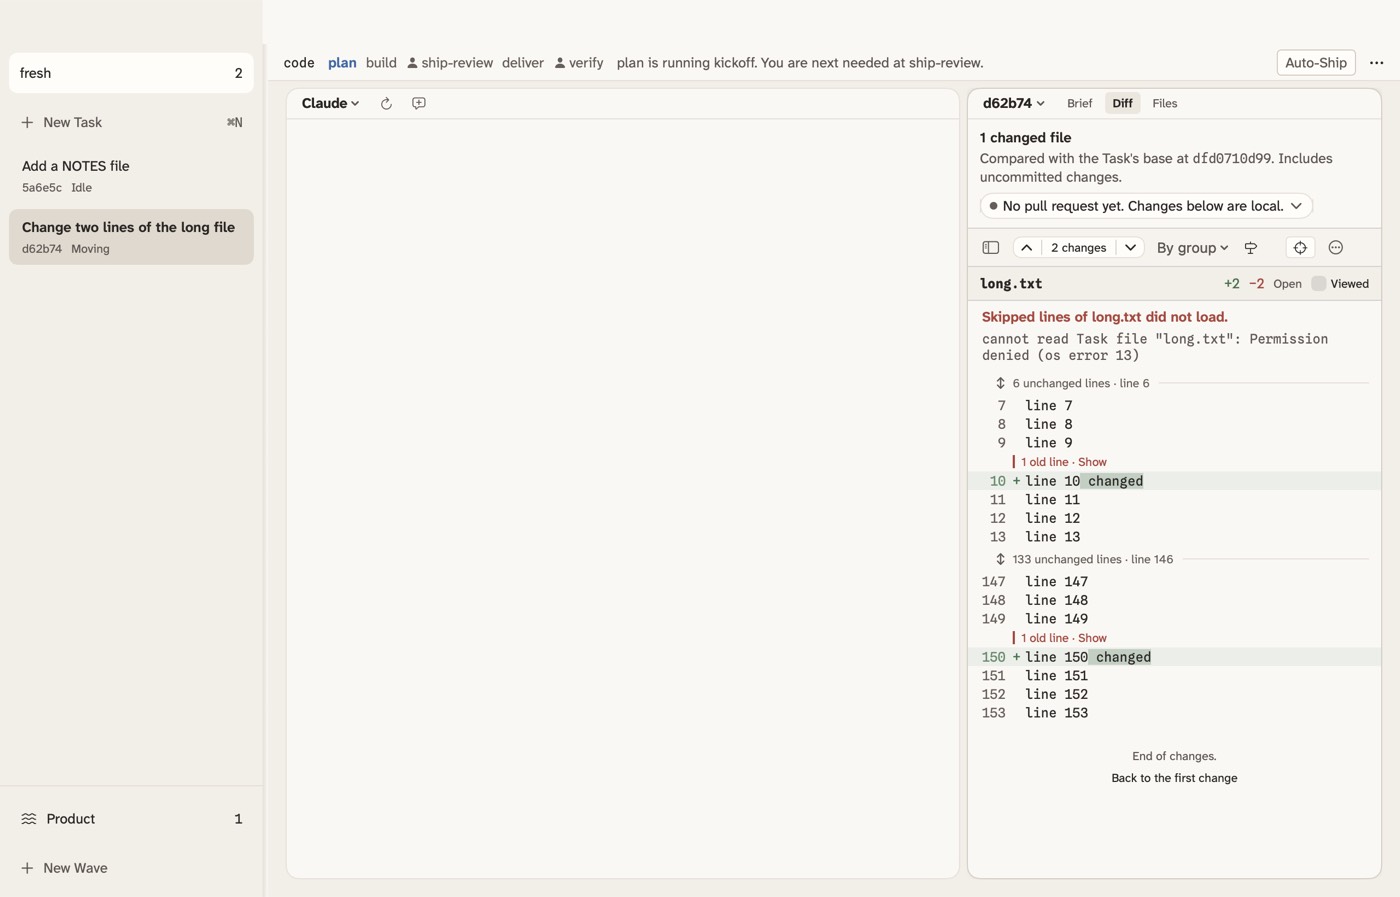 fresh 2
New Task ⌘N
Add a NOTES file
5a6e5c Idle
Change two lines of the long file
d62b74 Moving
Product 1
New Wave
code plan build ship-review deliver verify plan is running kickoff. You are next needed at ship-review.
Auto-Ship
Claude
d62b74 Brief Diff Files
1 changed file
Compared with the Task's base at dfd0710d99. Includes
uncommitted changes.
No pull request yet. Changes below are local.
2 changes By group
long.txt +2 −2 Open Viewed
Skipped lines of long.txt did not load.
cannot read Task file "long.txt": Permission
denied (os error 13)
6 unchanged lines · line 6
7 line 7
8 line 8
9 line 9
1 old line · Show
10 + line 10 changed
11 line 11
12 line 12
13 line 13
133 unchanged lines · line 146
147 line 147
148 line 148
149 line 149
1 old line · Show
150 + line 150 changed
151 line 151
152 line 152
153 line 153
End of changes.
Back to the first change